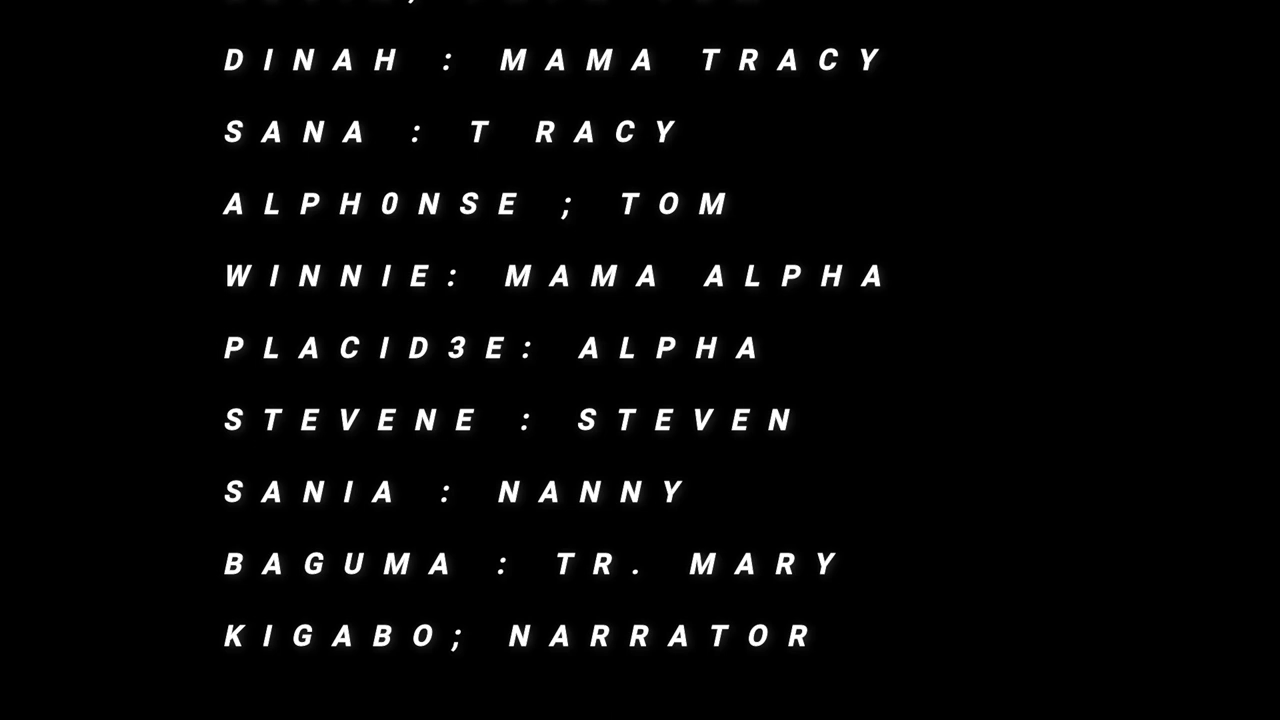 DINAH : MAMA TRACY
SANA : T RACY
ALPH0NSE ; TOM
WINNIE: MAMA ALPHA
PLACID3E: ALPHA
STEVENE : STEVEN
SANIA : NANNY
BAGUMA : TR. MARY
KIGABO; NARRATOR